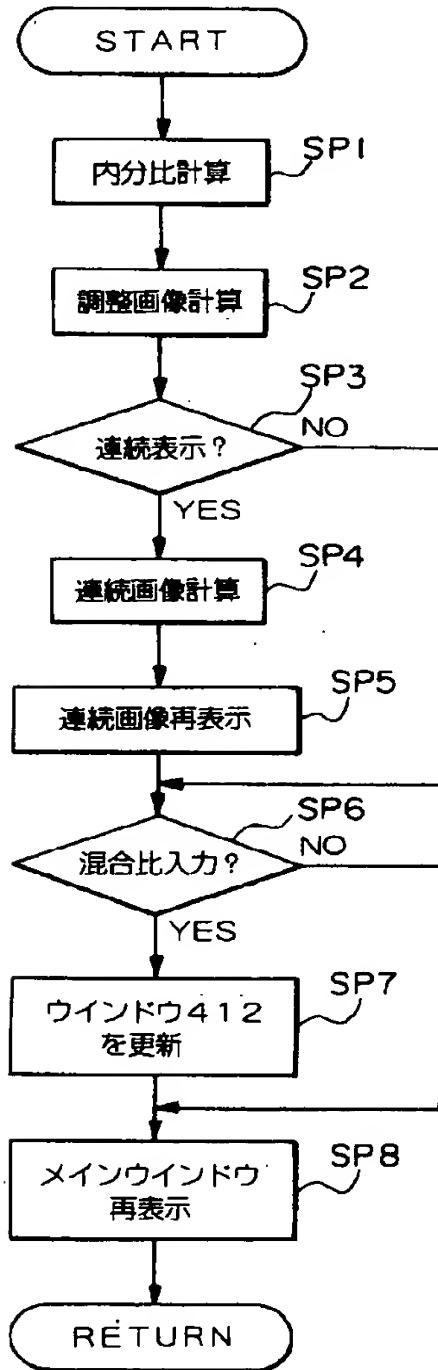 START
SP1
内分比計算
SP2
調整画像計算
SP3
連続表示?
NO
YES
SP4
連続画像計算
SP5
連続画像再表示
SP6
混合比入力?
NO
YES
SP7
ウインドウ412
を更新
SP8
メインウインドウ
再表示
RETURN